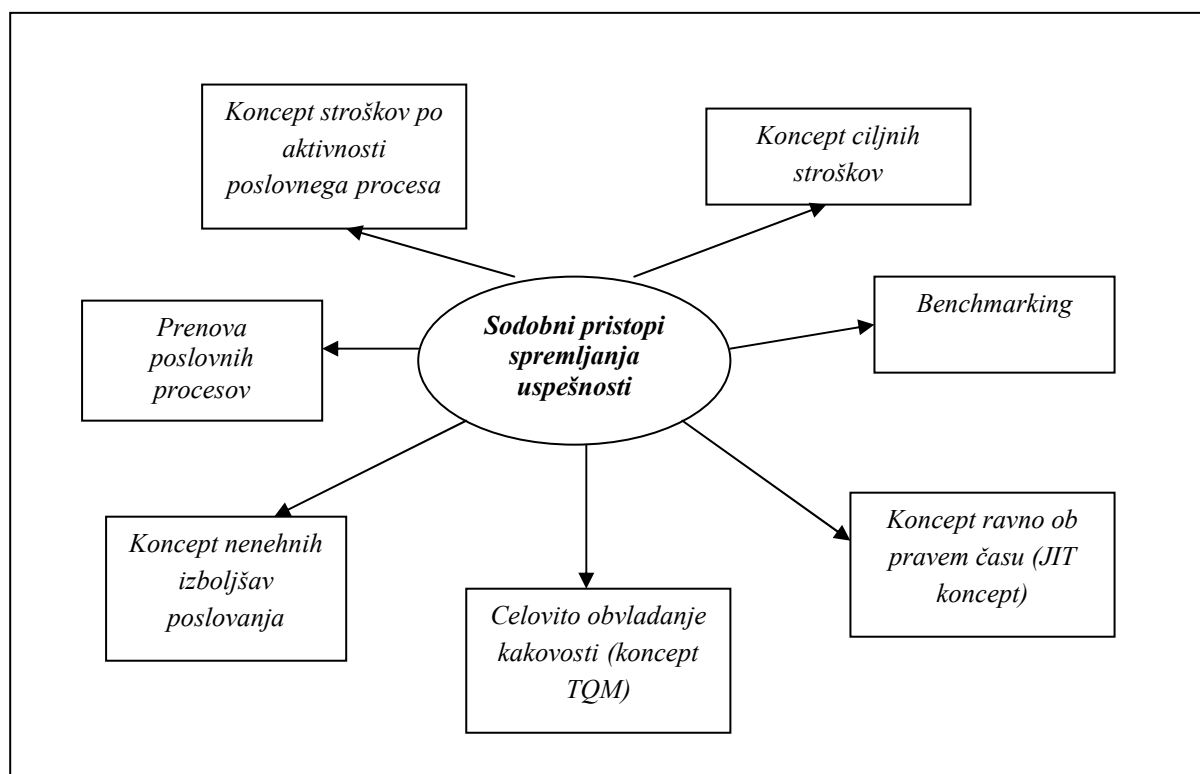 Koncept stroškov po
aktivnosti
poslovnega procesa
Koncept ciljnih
stroškov
Benchmarking
Prenova
poslovnih
procesov
Sodobni pristopi
spremljanja
uspešnosti
Koncept ravno ob
pravem času (JIT
koncept)
Koncept nenehnih
izboljšav
poslovanja
Celovito obvladanje
kakovosti (koncept
TQM)